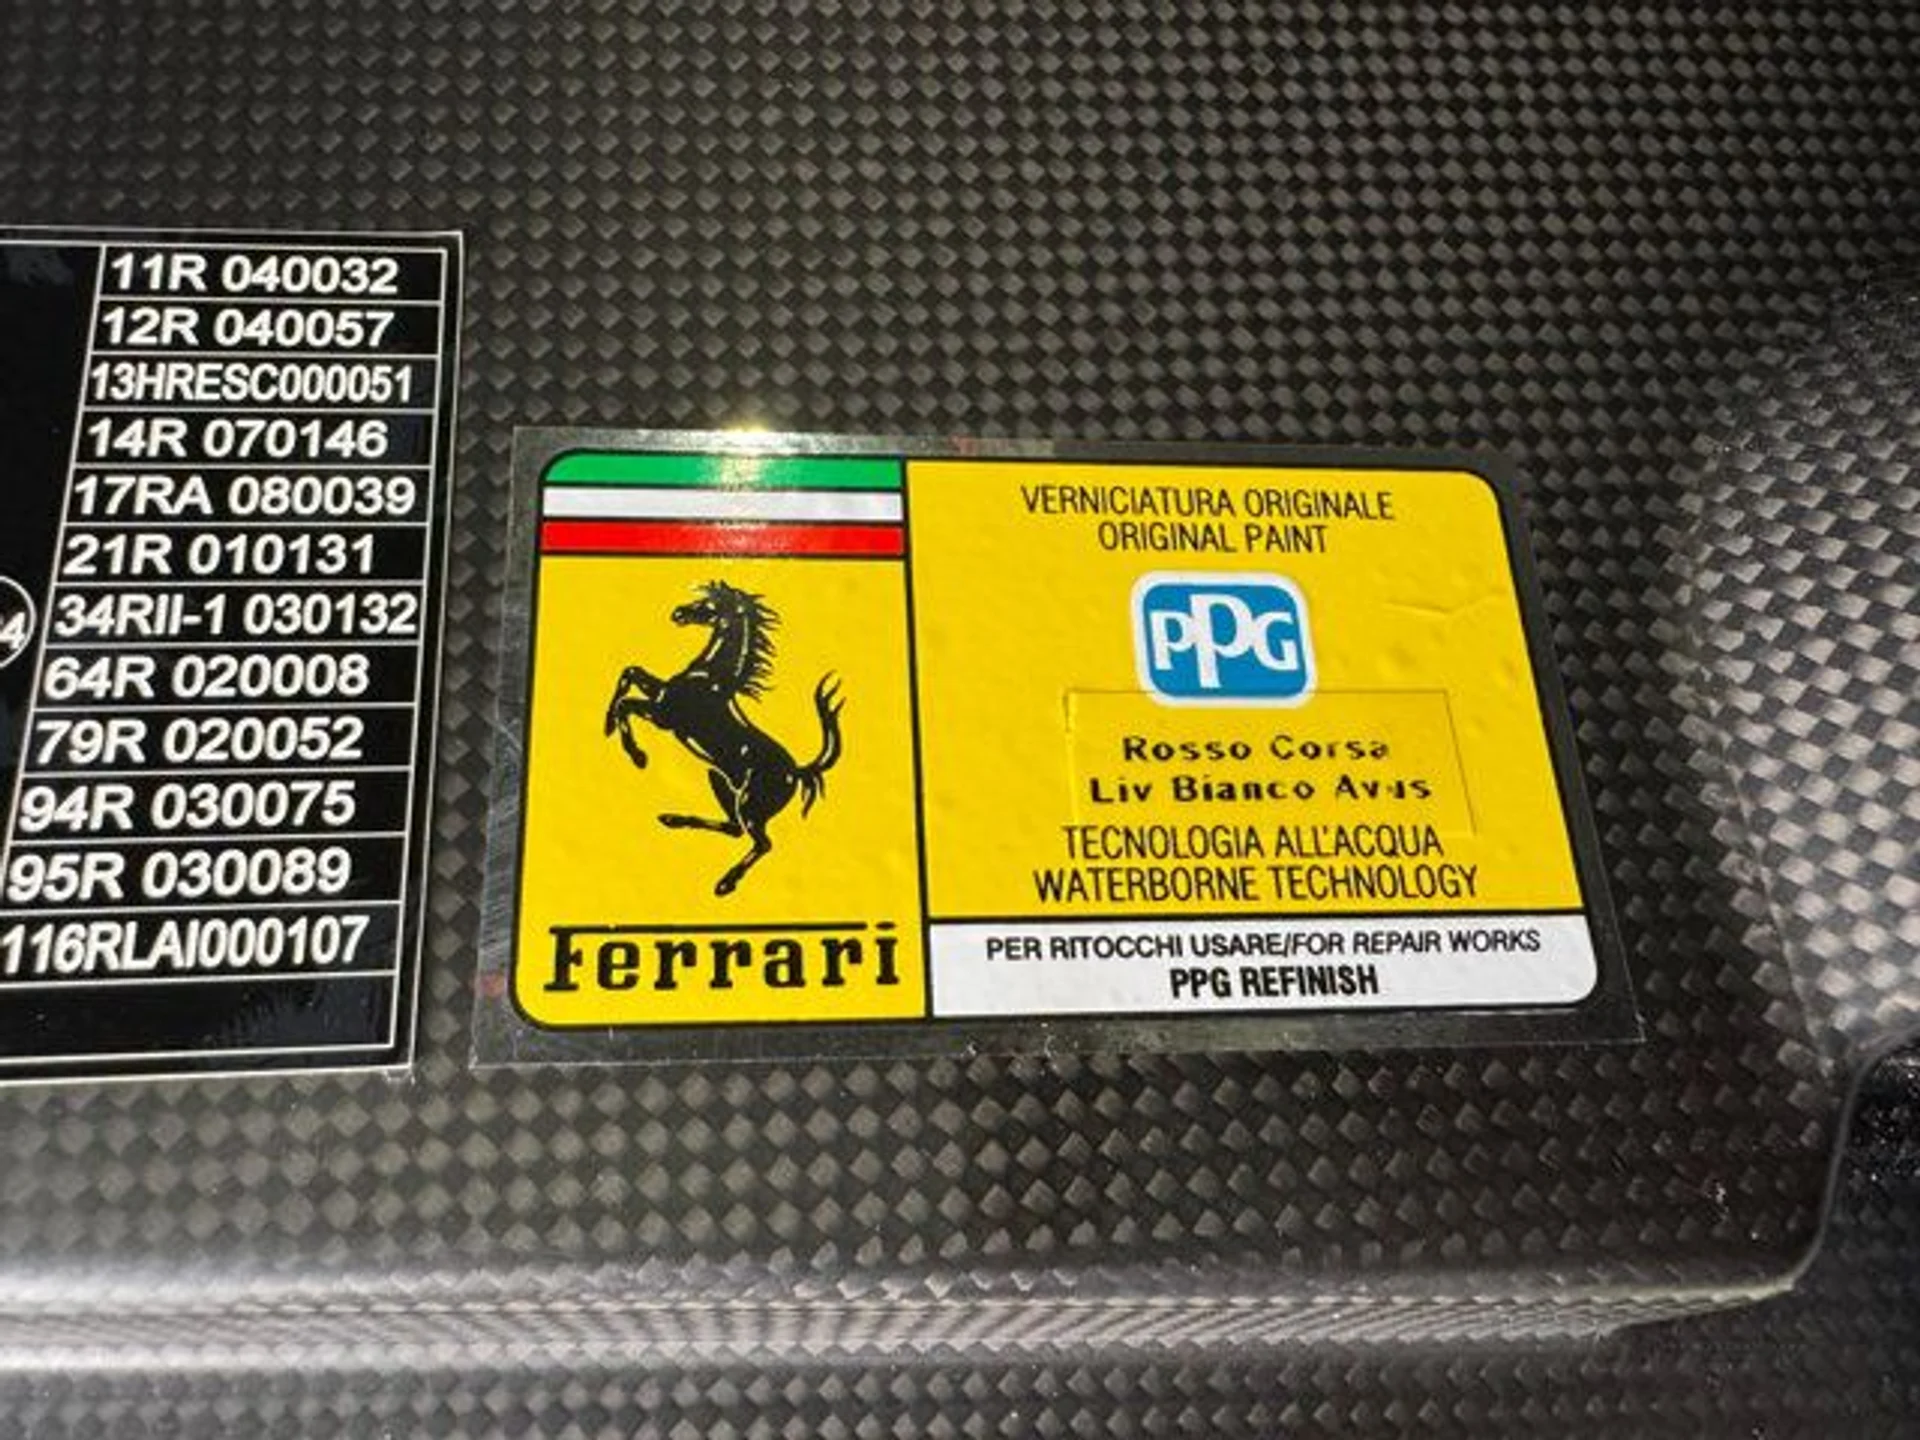 11R 040032
12R 040057
13HRESC000051
14R 070146
17RA 080039
21R 010131
34RII-1 030132
64R 020008
79R 020052
94R 030075
95R 030089
116RLAI000107
Ferrari
VERNICIATURA ORIGINALE
ORIGINAL PAINT
PPG
Rosso Corsa
Liv Bianco Avus
TECNOLOGIA ALL'ACQUA
WATERBORNE TECHNOLOGY
PER RITOCCHI USARE/FOR REPAIR WORKS
PPG REFINISH